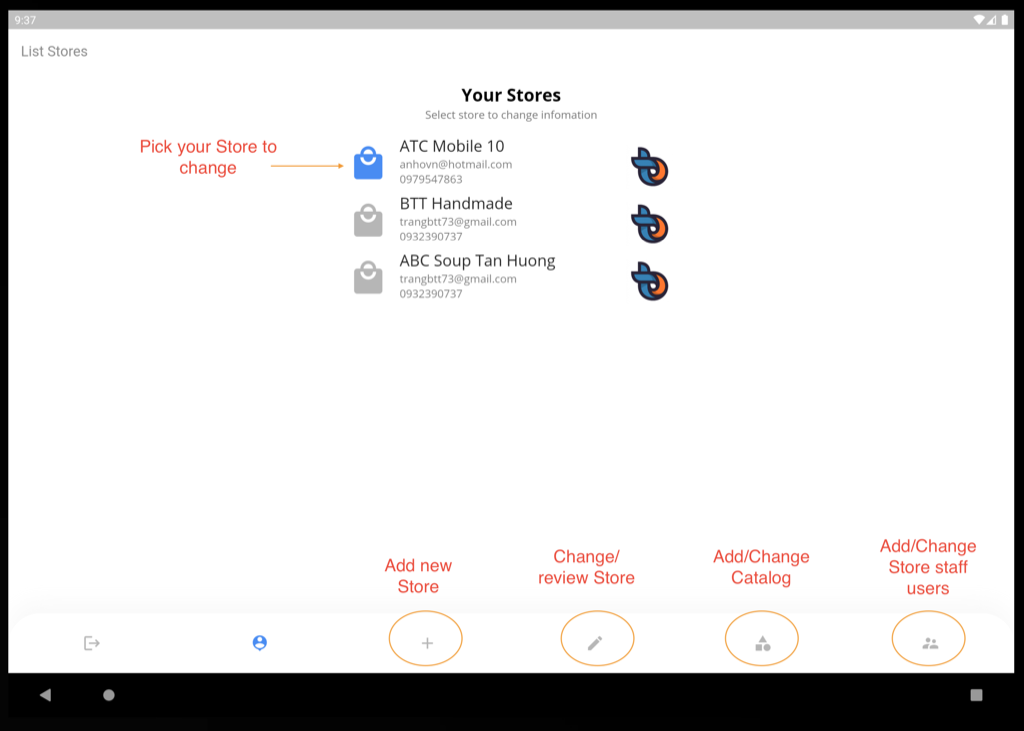 9:37
List Stores
Your Stores
Select store to change infomation
Pick your Store to
change
ATC Mobile 10
anhovn@hotmail.com
0979547863
BTT Handmade
trangbtt73@gmail.com
0932390737
ABC Soup Tan Huong
trangbtt73@gmail.com
0932390737
Add new
Store
Change/
review Store
Add/Change
Catalog
Add/Change
Store staff
users